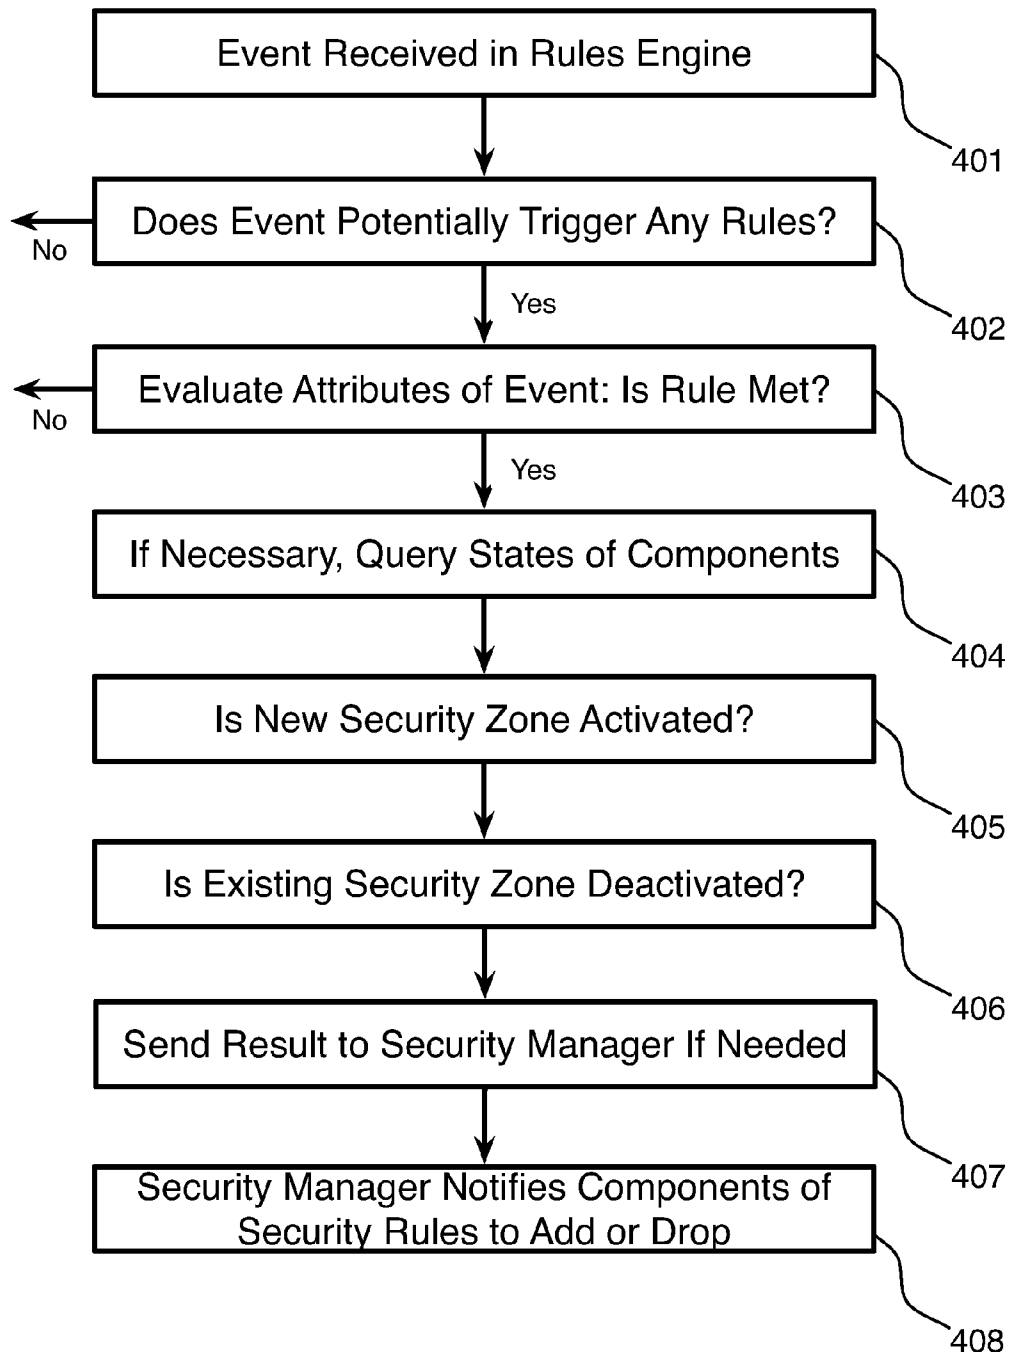 Event Received in Rules Engine
401
Does Event Potentially Trigger Any Rules?
No
402
Yes
Evaluate Attributes of Event: Is Rule Met?
No
403
Yes
If Necessary, Query States of Components
404
Is New Security Zone Activated?
405
Is Existing Security Zone Deactivated?
406
Send Result to Security Manager If Needed
407
Security Manager Notifies Components of
Security Rules to Add or Drop
408